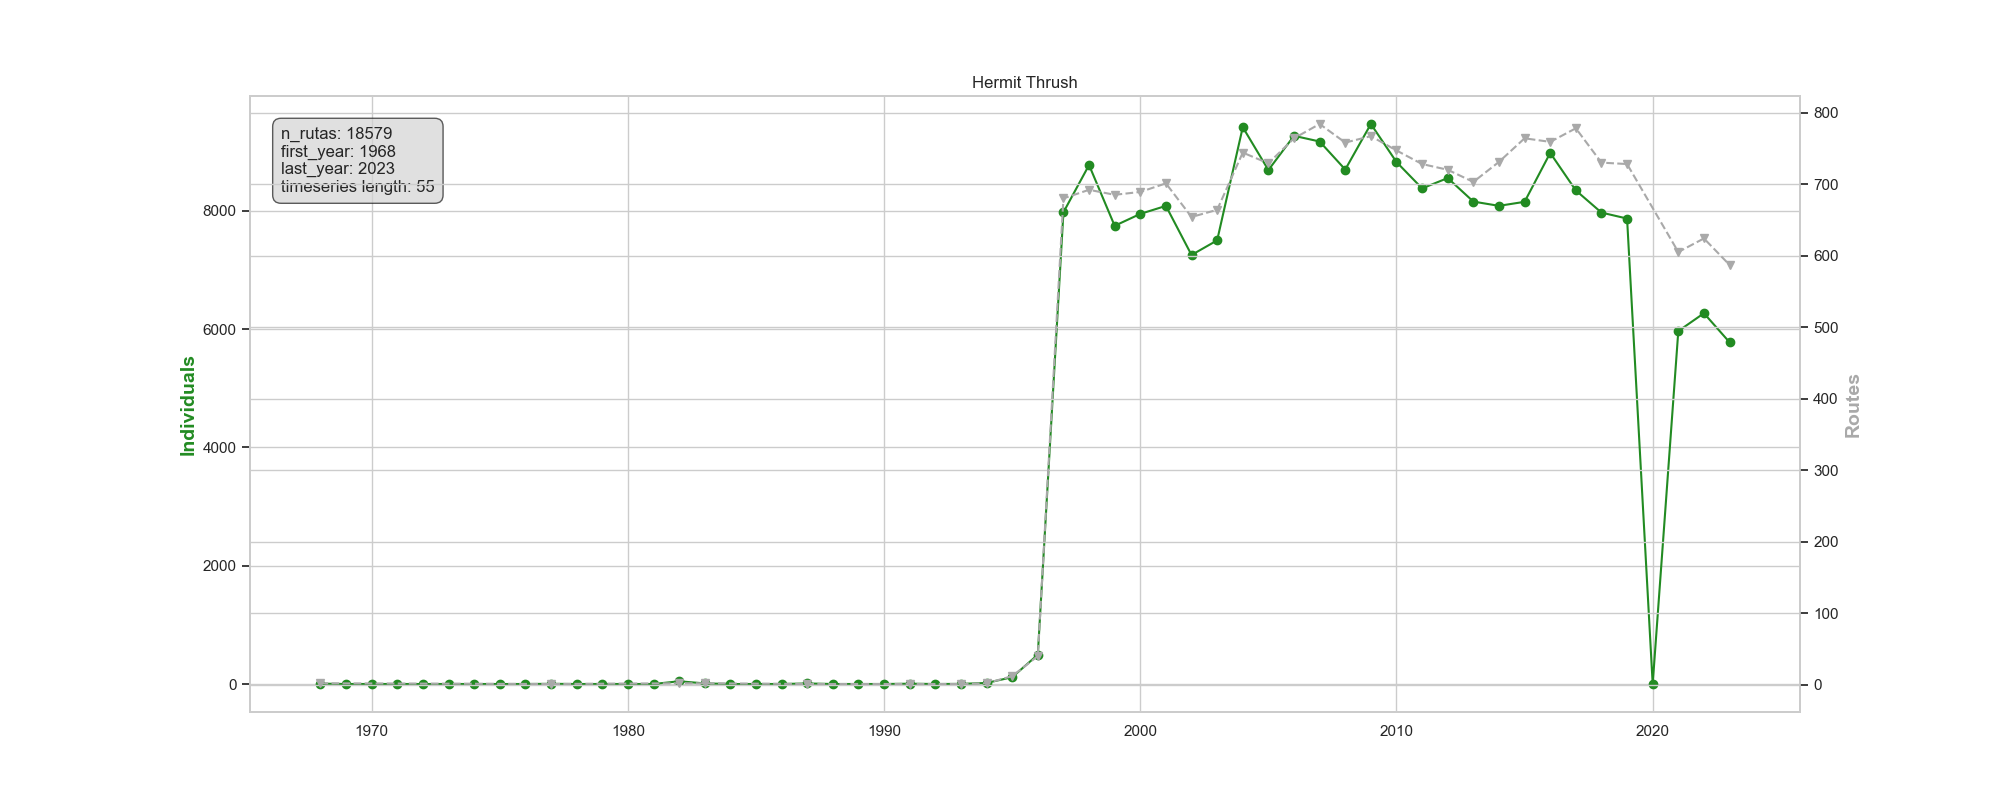 Hermit Thrush
n_rutas: 18579
first_year: 1968
last_year: 2023
timeseries length: 55
Individuals
8000
6000
4000
2000
0
800
700
600
500
400
300
200
100
0
Routes
1970
1980
1990
2000
2010
2020